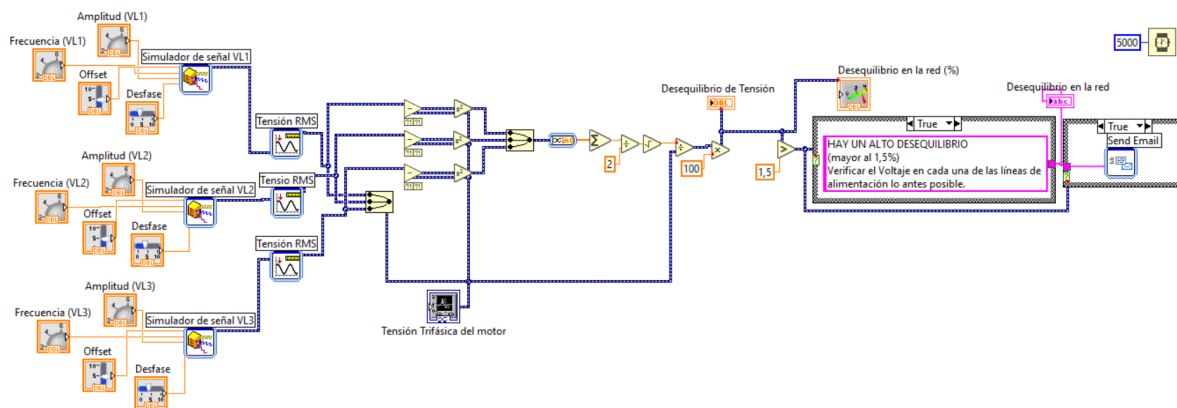 Amplitud (VL1)
Frecuencia (VL1)
Simulador de señal VL1
Offset
Desfase
Tensión RMS
Amplitud (VL2)
Frecuencia (VL2)
Simulador de señal VL2
Offset
Desfase
Tensio RMS
Tensión RMS
Amplitud (VL3)
Frecuencia (VL3)
Simulador de señal VL3
Offset
Desfase
Tensión Trifásica del motor
2
100
Desequilibrio de Tensión
DBL
1,5
Desequilibrio en la red (%)
True
HAY UN ALTO DESEQUILIBRIO
(mayor al 1,5%)
Verificar el Voltaje en cada una de las líneas de
alimentación lo antes posible.
Desequilibrio en la red
abc
True
Send Email
5000